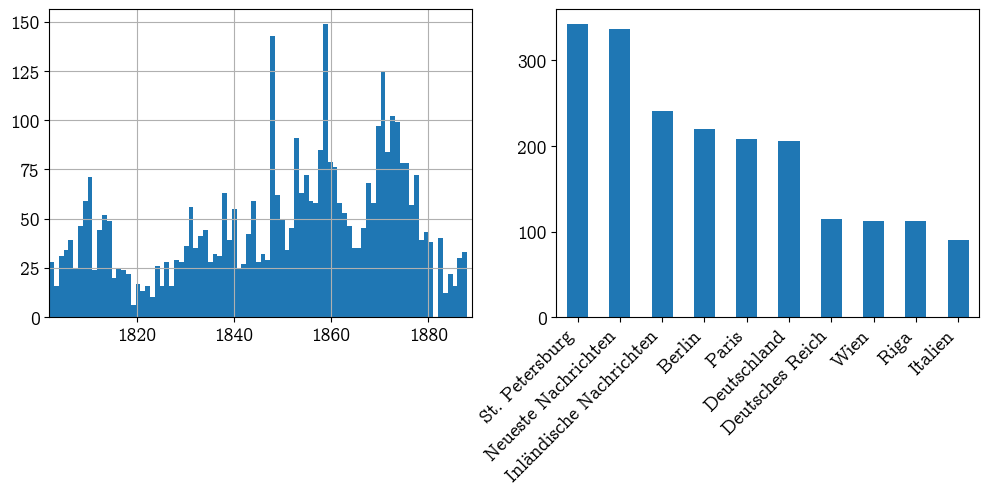 150
125
100
75
50
25
0
1820 1840 1860 1880
300
200
100
0
St. Petersburg
Neueste Nachrichten
Inländische Nachrichten
Berlin
Paris
Deutschland
Deutsches Reich
Wien
Riga
Italien